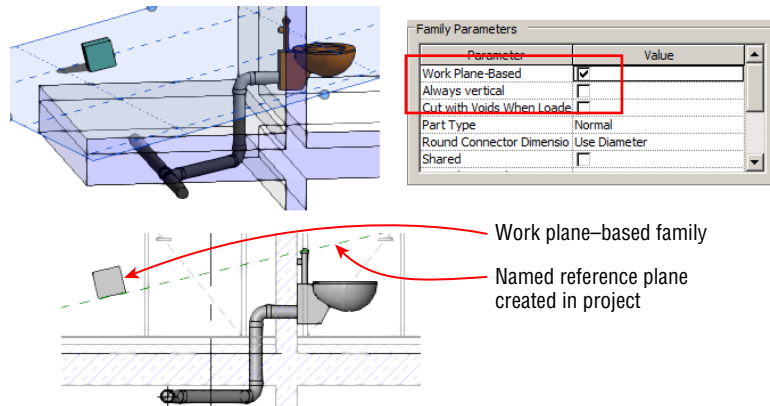 Family Parameters
Parameter Value
Work Plane-Based
Always vertical
Cut with Voids When Loade
Part Type Normal
Round Connector Dimensio Use Diameter
Shared
Work plane–based family
Named reference plane
created in project